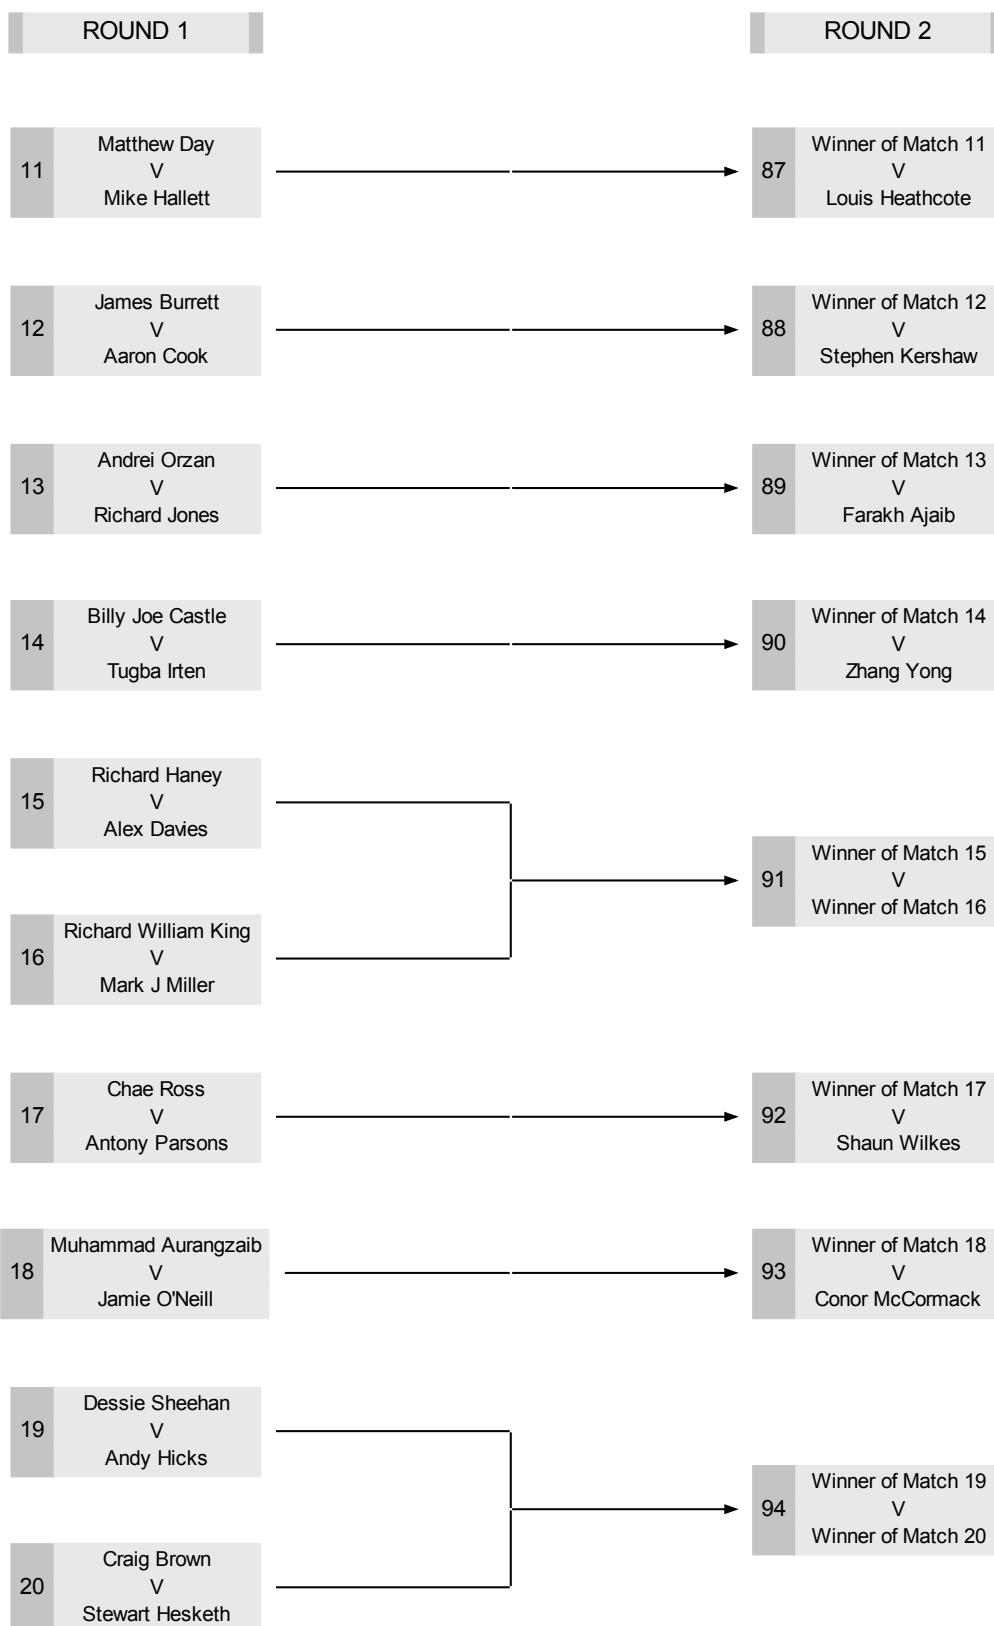 ROUND 1
ROUND 2
11
Matthew Day
V
Mike Hallett
87
Winner of Match 11
V
Louis Heathcote
12
James Burrett
V
Aaron Cook
88
Winner of Match 12
V
Stephen Kershaw
13
Andrei Orzan
V
Richard Jones
89
Winner of Match 13
V
Farakh Ajaib
14
Billy Joe Castle
V
Tugba Irten
90
Winner of Match 14
V
Zhang Yong
15
Richard Haney
V
Alex Davies
16
Richard William King
V
Mark J Miller
91
Winner of Match 15
V
Winner of Match 16
17
Chae Ross
V
Antony Parsons
92
Winner of Match 17
V
Shaun Wilkes
18
Muhammad Aurangzaib
V
Jamie O'Neill
93
Winner of Match 18
V
Conor McCormack
19
Dessie Sheehan
V
Andy Hicks
20
Craig Brown
V
Stewart Hesketh
94
Winner of Match 19
V
Winner of Match 20